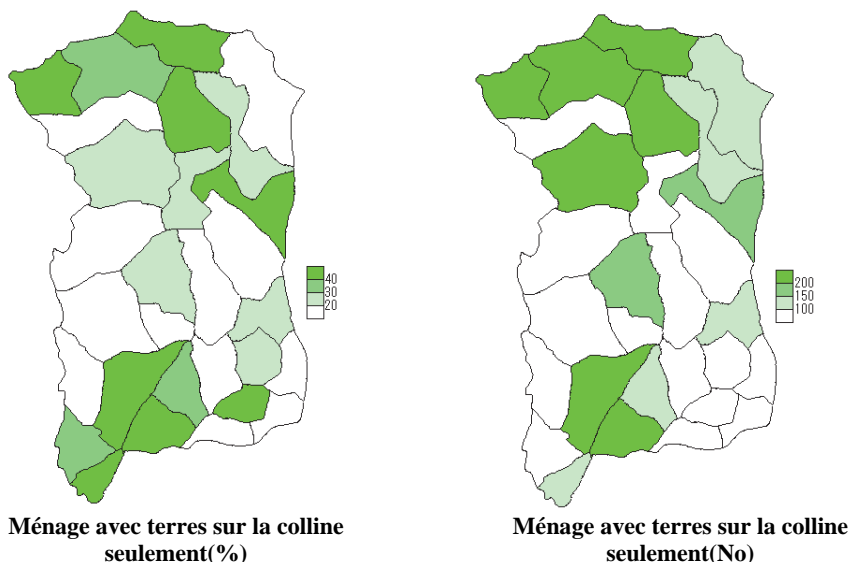 40
30
20
200
150
100
Ménage avec terres sur la colline
seulement(%)
Ménage avec terres sur la colline
seulement(No)